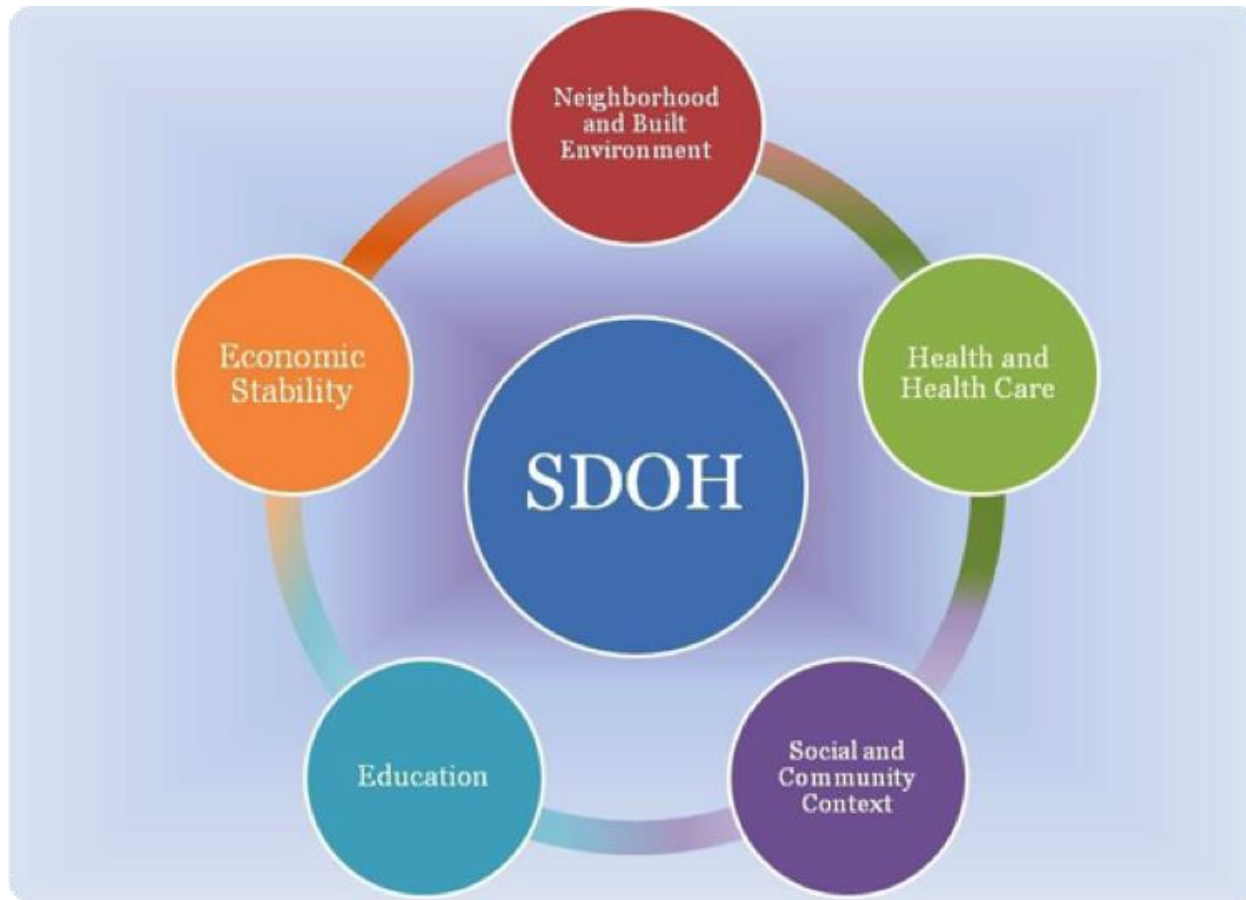 Neighborhood
and Built
Environment
Economic
Stability
Health and
Health Care
SDOH
Education
Social and
Community
Context